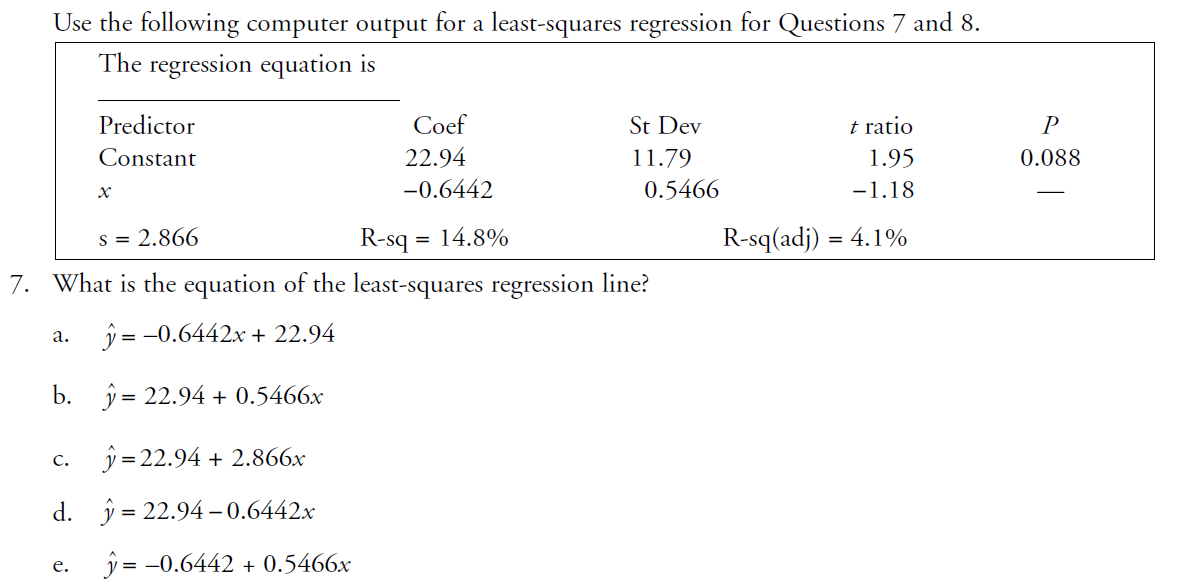 Use the following computer output for a least-squares regression for Questions 7 and 8.
The regression equation is
Predictor Coef St Dev t ratio P
Constant 22.94 11.79 1.95 0.088
x −0.6442 0.5466 −1.18 —
s = 2.866 R-sq = 14.8% R-sq(adj) = 4.1%
7. What is the equation of the least-squares regression line?
a. ŷ = −0.6442x + 22.94
b. ŷ = 22.94 + 0.5466x
c. ŷ = 22.94 + 2.866x
d. ŷ = 22.94 − 0.6442x
e. ŷ = −0.6442 + 0.5466x